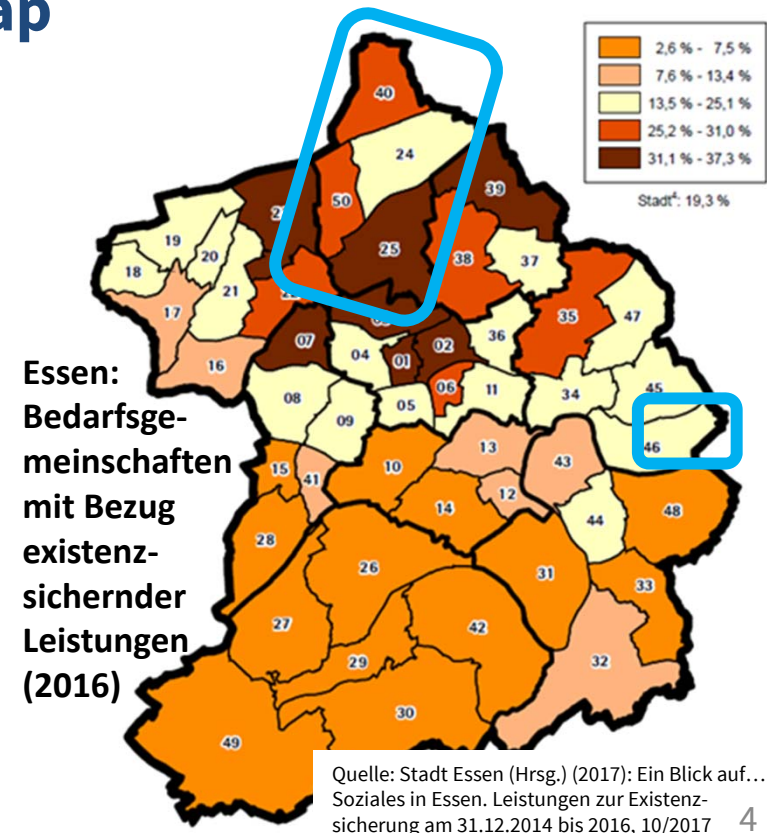 ap
2,6 % - 7,5 %
7,6 % - 13,4 %
13,5 % - 25,1 %
25,2 % - 31,0 %
31,1 % - 37,3 %
Stadt⁴: 19,3 %
40
24
50
39
25
38
37
19
20
18
21
17
16
35
47
07
04
01
02
36
06
11
34
45
08
05
09
46
Essen:
Bedarfsge-
meinschaften
mit Bezug
existenz-
sichernder
Leistungen
(2016)
13
43
15
41
10
12
14
44
48
28
26
31
33
27
42
29
32
30
49
Quelle: Stadt Essen (Hrsg.) (2017): Ein Blick auf…
Soziales in Essen. Leistungen zur Existenz-
sicherung am 31.12.2014 bis 2016, 10/2017
4